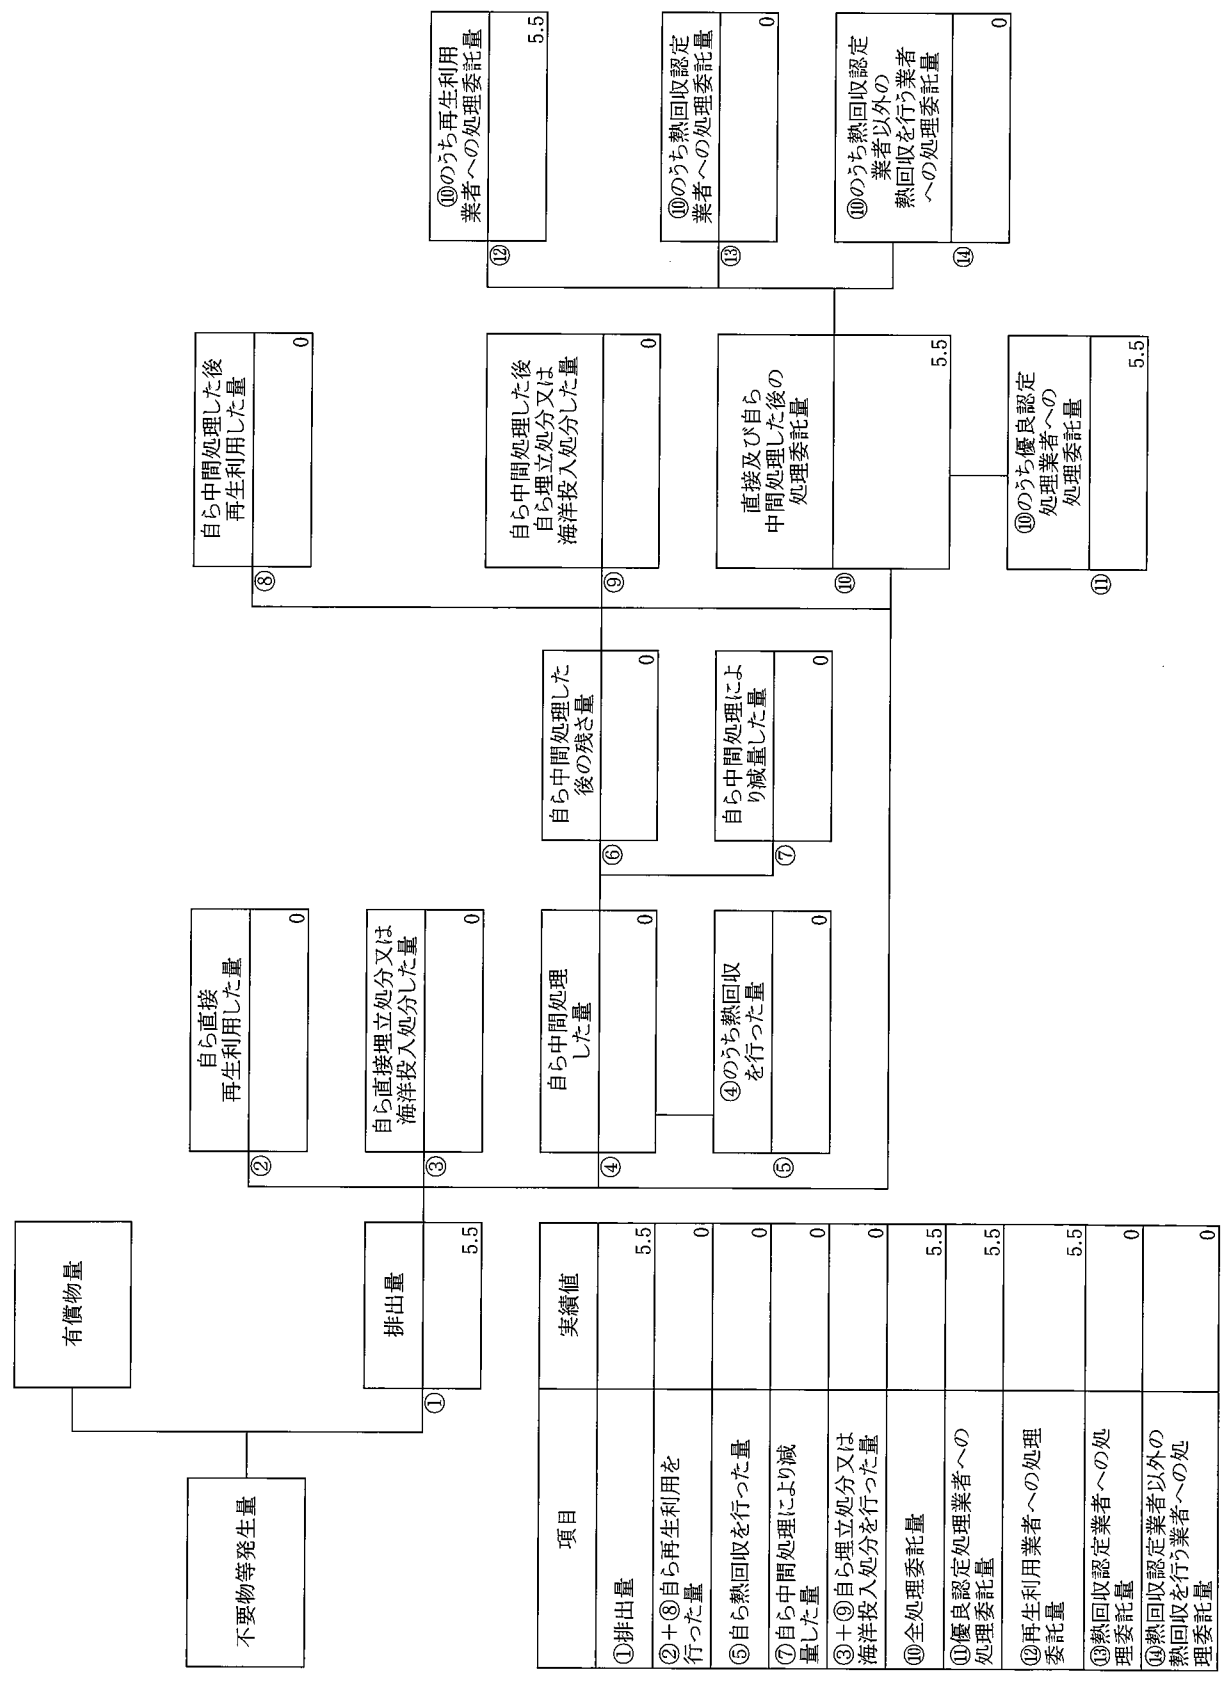 不要物等発生量
有償物量
①
排出量
5.5
②
自ら直接
再生利用した量
0
③
自ら直接埋立処分又は
海洋投入処分した量
0
④
自ら中間処理
した量
0
⑤
④のうち熱回収
を行った量
0
⑥
自ら中間処理した
後の残さ量
0
⑦
自ら中間処理によ
り減量した量
0
⑧
自ら中間処理した後
再生利用した量
0
⑨
自ら中間処理した後
自ら埋立処分又は
海洋投入処分した量
0
⑩
直接及び自ら
中間処理した後の
処理委託量
5.5
⑪
⑩のうち優良認定
処理業者への
処理委託量
5.5
⑫
⑩のうち再生利用
業者への処理委託量
5.5
⑬
⑩のうち熱回収認定
業者への処理委託量
0
⑭
⑩のうち熱回収認定
業者以外の
熱回収を行う業者
への処理委託量
0
項目 実績値
①排出量 5.5
②+⑧自ら再生利用を
行った量 0
⑤自ら熱回収を行った量 0
⑦自ら中間処理により減
量した量 0
③+⑨自ら埋立処分又は
海洋投入処分を行った量 0
⑩全処理委託量 5.5
⑪優良認定処理業者への
処理委託量 5.5
⑫再生利用業者への処理
委託量 5.5
⑬熱回収認定業者への処
理委託量 0
⑭熱回収認定業者以外の
熱回収を行う業者への処
理委託量 0